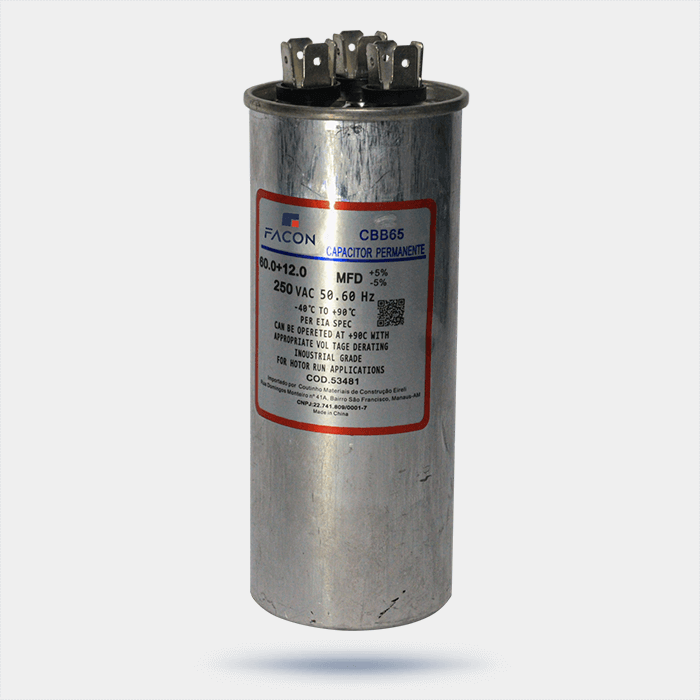 FACON
CBB65
CAPACITOR PERMANENTE
60.0+12.0 MFD +5% -5%
250 VAC 50.60 Hz
-40℃ TO +90℃
PER EIA SPEC
CAN BE OPERETED AT +90C WITH
APPROPRIATE VOL TAGE DERATING
INDUSTRIAL GRADE
FOR HOTOR RUN APPLICATIONS
COD.53481
Importado por Coutinho Materiais de Construção Eireli
Rua Domingos Monteiro nº 41A, Bairro São Francisco, Manaus-AM
CNPJ:22.741.809/0001-7
Made in China